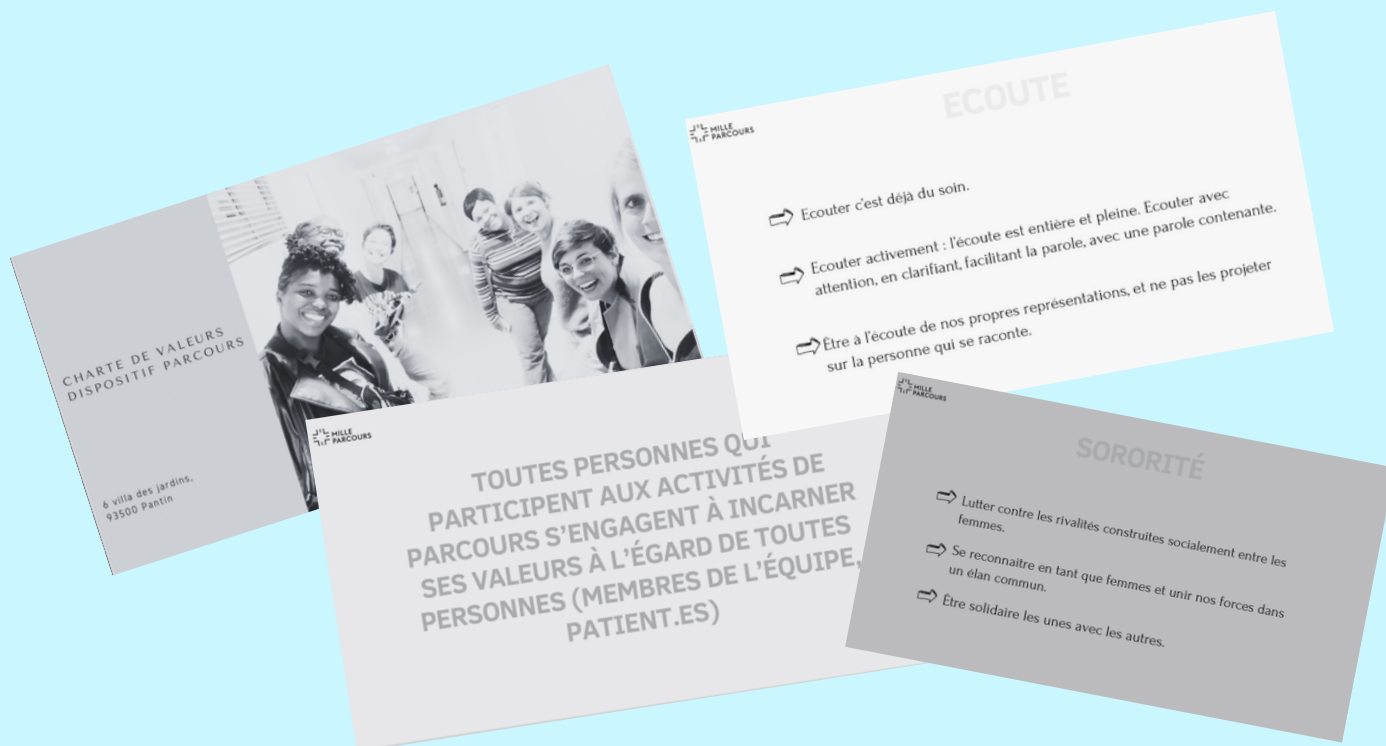 CHARTE DE VALEURS
DISPOSITIF PARCOURS
6 villa des jardins,
93500 Pantin
MILLE
PARCOURS
ECOUTE
Ecouter c'est déjà du soin.
Ecouter activement : l'écoute est entière et pleine. Ecouter avec
attention, en clarifiant, facilitant la parole, avec une parole contenante.
Être à l'écoute de nos propres représentations, et ne pas les projeter
sur la personne qui se raconte.
MILLE
PARCOURS
TOUTES PERSONNES QUI
PARTICIPENT AUX ACTIVITÉS DE
PARCOURS S'ENGAGENT À INCARNER
SES VALEURS À L'ÉGARD DE TOUTES
PERSONNES (MEMBRES DE L'ÉQUIPE,
PATIENT.ES)
MILLE
PARCOURS
SORORITÉ
Lutter contre les rivalités construites socialement entre les
femmes.
Se reconnaitre en tant que femmes et unir nos forces dans
un élan commun.
Être solidaire les unes avec les autres.